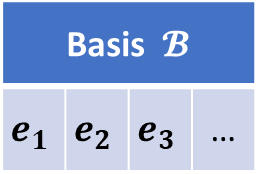 Basis ℬ
e₁ e₂ e₃ ...